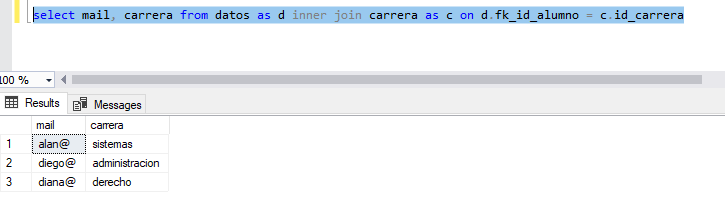 select mail, carrera from datos as d inner join carrera as c on d.fk_id_alumno = c.id_carrera
100 %
Results Messages
mail carrera
1 alan@ sistemas
2 diego@ administracion
3 diana@ derecho